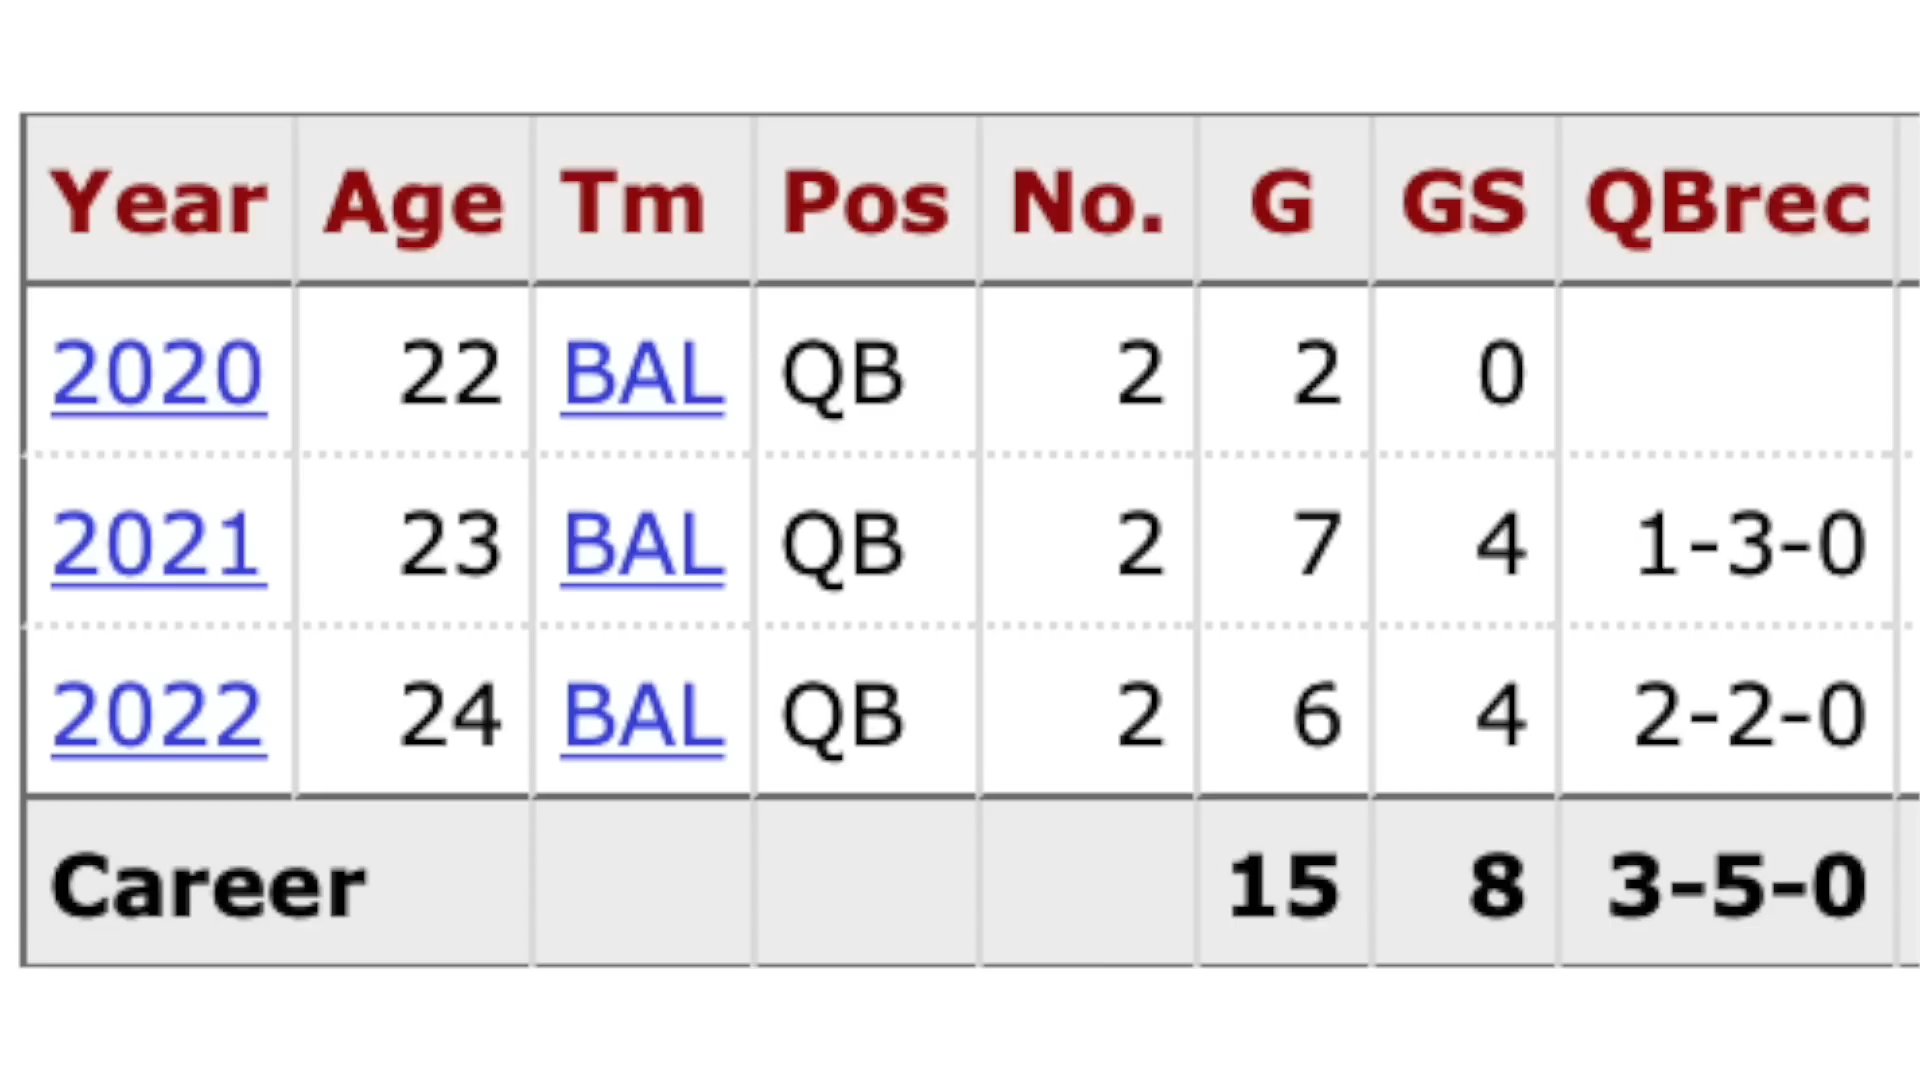 Year Age Tm Pos No. G GS QBrec
2020 22 BAL QB 2 2 0
2021 23 BAL QB 2 7 4 1-3-0
2022 24 BAL QB 2 6 4 2-2-0
Career 15 8 3-5-0